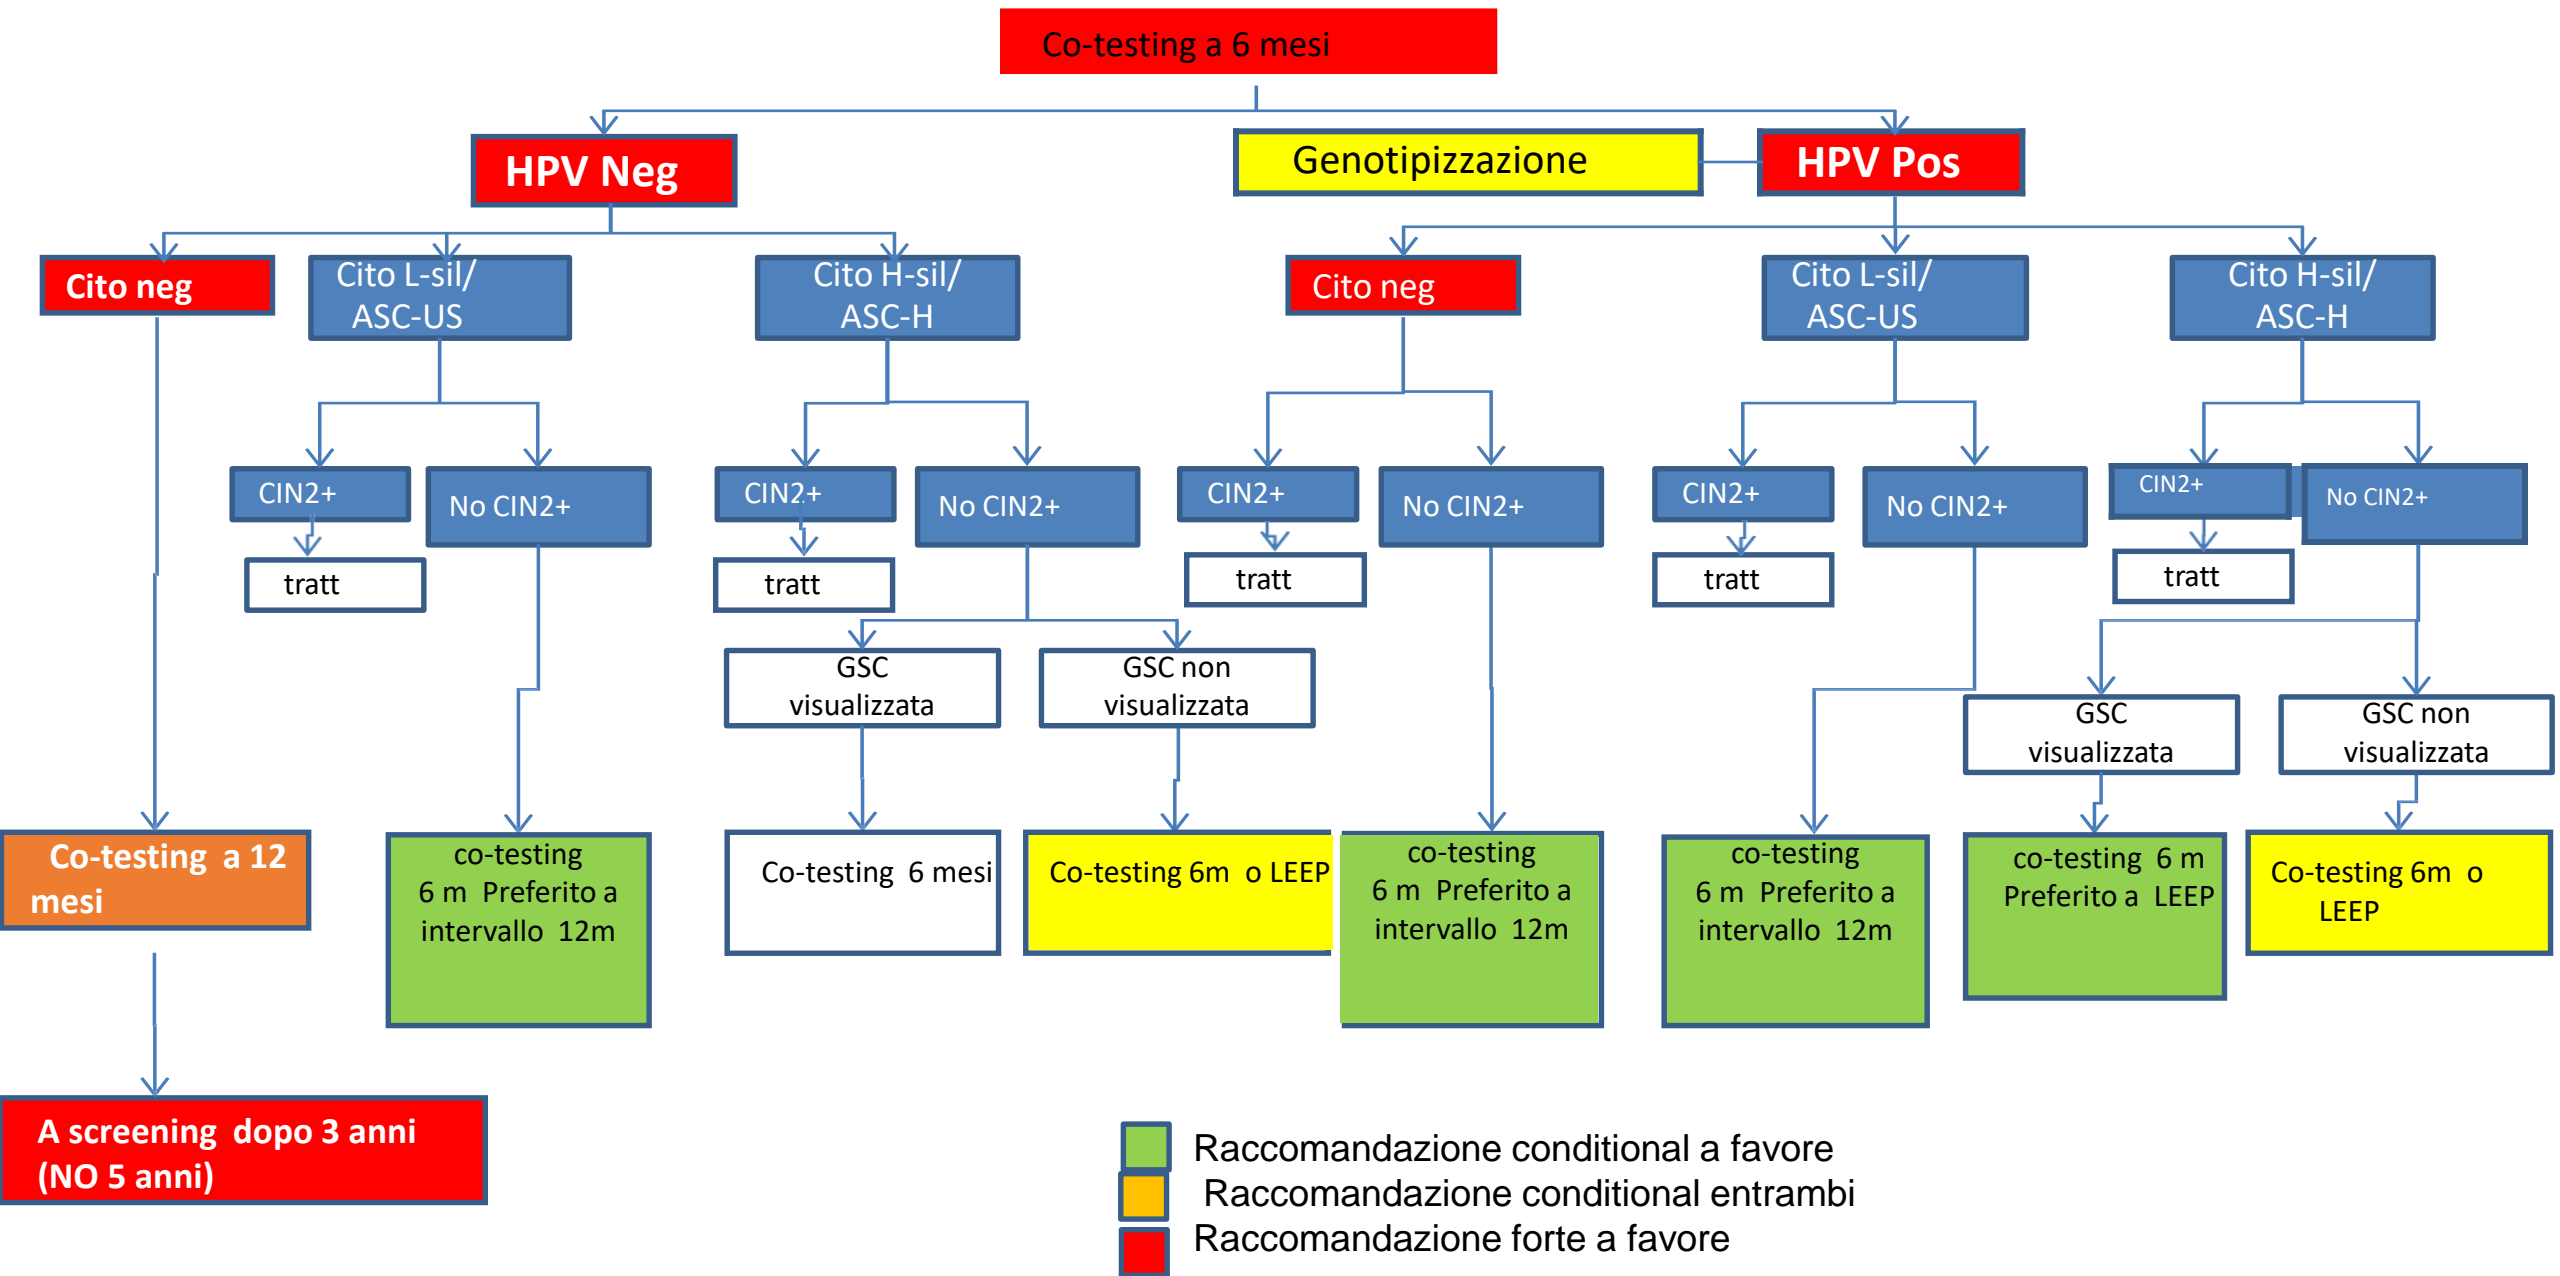 Co-testing a 6 mesi
HPV Neg
Genotipizzazione
HPV Pos
Cito neg
Cito L-sil/
ASC-US
Cito H-sil/
ASC-H
Cito neg
Cito L-sil/
ASC-US
Cito H-sil/
ASC-H
CIN2+
No CIN2+
CIN2+
No CIN2+
CIN2+
No CIN2+
CIN2+
No CIN2+
CIN2+
No CIN2+
tratt
tratt
tratt
tratt
tratt
GSC
visualizzata
GSC non
visualizzata
GSC
visualizzata
GSC non
visualizzata
Co-testing a 12
mesi
co-testing
6 m Preferito a
intervallo 12m
Co-testing 6 mesi
Co-testing 6m o LEEP
co-testing
6 m Preferito a
intervallo 12m
co-testing
6 m Preferito a
intervallo 12m
co-testing 6 m
Preferito a LEEP
Co-testing 6m o
LEEP
A screening dopo 3 anni
(NO 5 anni)
Raccomandazione conditional a favore
Raccomandazione conditional entrambi
Raccomandazione forte a favore